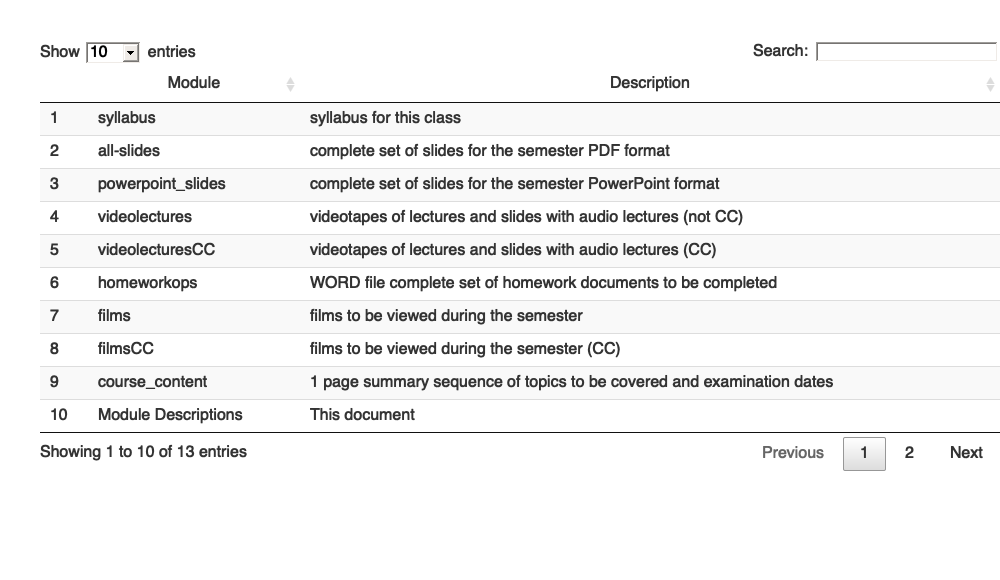 Show 10 entries Search:
Module Description
1 syllabus syllabus for this class
2 all-slides complete set of slides for the semester PDF format
3 powerpoint_slides complete set of slides for the semester PowerPoint format
4 videolectures videotapes of lectures and slides with audio lectures (not CC)
5 videolecturesCC videotapes of lectures and slides with audio lectures (CC)
6 homeworkops WORD file complete set of homework documents to be completed
7 films films to be viewed during the semester
8 filmsCC films to be viewed during the semester (CC)
9 course_content 1 page summary sequence of topics to be covered and examination dates
10 Module Descriptions This document
Showing 1 to 10 of 13 entries Previous 1 2 Next